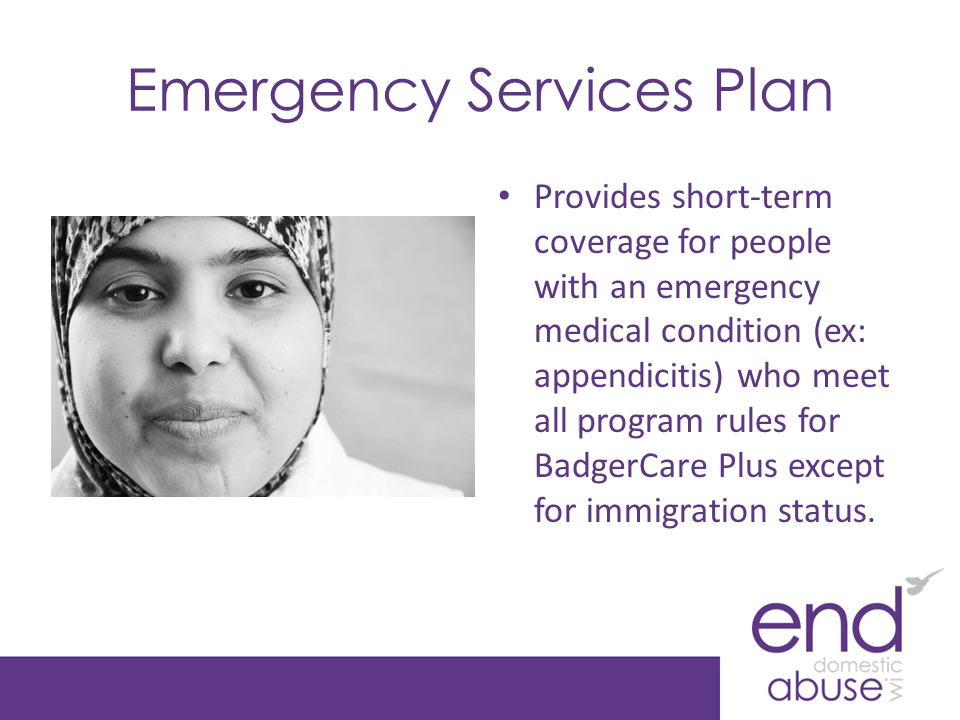 Emergency Services Plan
• Provides short-term
coverage for people
with an emergency
medical condition (ex:
appendicitis) who meet
all program rules for
BadgerCare Plus except
for immigration status.
end
domestic
abuse
wi